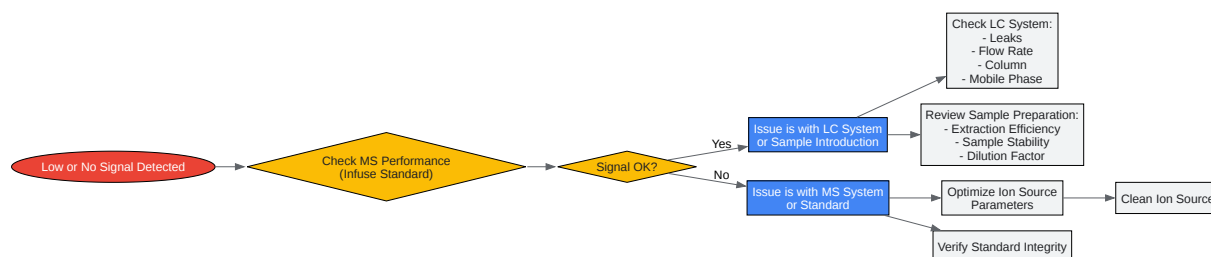 Low or No Signal Detected
Check MS Performance
(Infuse Standard)
Signal OK?
Yes
No
Issue is with LC System
or Sample Introduction
Issue is with MS System
or Standard
Check LC System:
- Leaks
- Flow Rate
- Column
- Mobile Phase
Review Sample Preparation:
- Extraction Efficiency
- Sample Stability
- Dilution Factor
Optimize Ion Source
Parameters
Clean Ion Source
Verify Standard Integrity